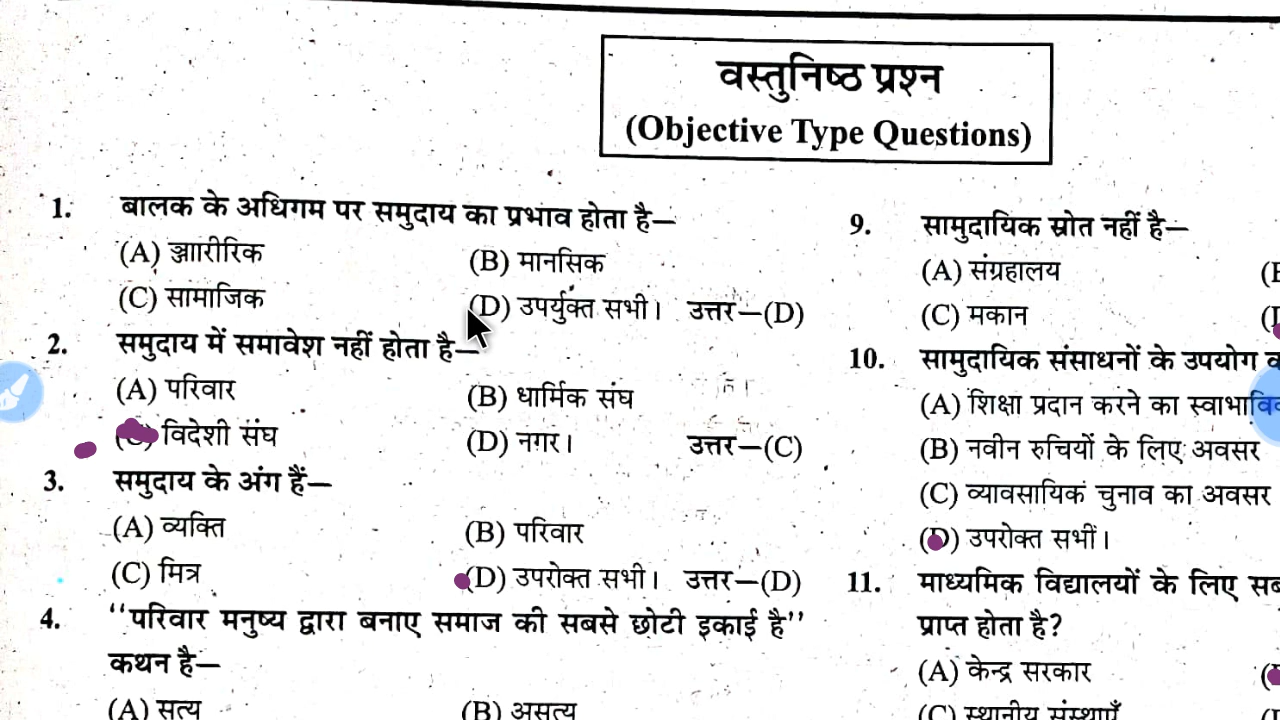 वस्तुनिष्ठ प्रश्न
(Objective Type Questions)
1. बालक के अधिगम पर समुदाय का प्रभाव होता है—
(A) ञ्राारीरिक (B) मानसिक
(C) सामाजिक (D) उपर्युक्त सभी। उत्तर—(D)
2. समुदाय में समावेश नहीं होता है—
(A) परिवार (B) धार्मिक संघ
(C) विदेशी संघ (D) नगर। उत्तर—(C)
3. समुदाय के अंग हैं—
(A) व्यक्ति (B) परिवार
(C) मित्र (D) उपरोक्त सभी। उत्तर—(D)
4. ‘‘परिवार मनुष्य द्वारा बनाए समाज की सबसे छोटी इकाई है’’
कथन है—
(A) सत्य (B) असत्य
9. सामुदायिक स्रोत नहीं है—
(A) संग्रहालय
(C) मकान
10. सामुदायिक संसाधनों के उपयोग
(A) शिक्षा प्रदान करने का
(B) नवीन रुचियों के लिए अवसर
(C) व्यावसायिक चुनाव का अवसर
(D) उपरोक्त सभी।
11. माध्यमिक विद्यालयों के लिए
प्राप्त होता है?
(A) केन्द्र सरकार
(C) स्थानीय संस्थाएँ